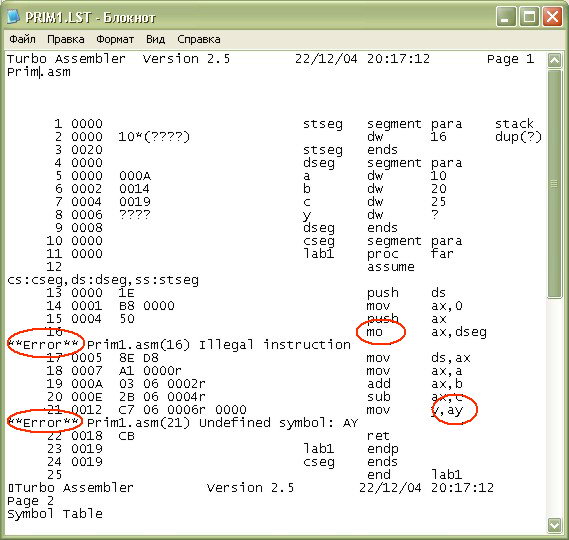 PRIM1.LST - Блокнот
Файл Правка Формат Вид Справка
Turbo Assembler Version 2.5 22/12/04 20:17:12 Page 1
Prim.asm
1 0000 stseg segment para stack
2 0000 10*(????) dw 16 dup(?)
3 0020 stseg ends
4 0000 dseg segment para
5 0000 000A a dw 10
6 0002 0014 b dw 20
7 0004 0019 c dw 25
8 0006 ???? y dw ?
9 0008 dseg ends
10 0000 cseg segment para
11 0000 lab1 proc far
12 assume
cs:cseg,ds:dseg,ss:stseg
13 0000 1E push ds
14 0001 B8 0000 mov ax,0
15 0004 50 push ax
16 mo ax,dseg
**Error** Prim1.asm(16) Illegal instruction
17 0005 8E D8 mov ds,ax
18 0007 A1 0000r mov ax,a
19 000A 03 06 0002r add ax,b
20 000E 2B 06 0004r sub ax,c
21 0012 C7 06 0006r 0000 mov y,ay
**Error** Prim1.asm(21) Undefined symbol: AY
22 0018 CB ret
23 0019 lab1 endp
24 0019 cseg ends
25 end lab1
▯Turbo Assembler Version 2.5 22/12/04 20:17:12
Page 2
Symbol Table